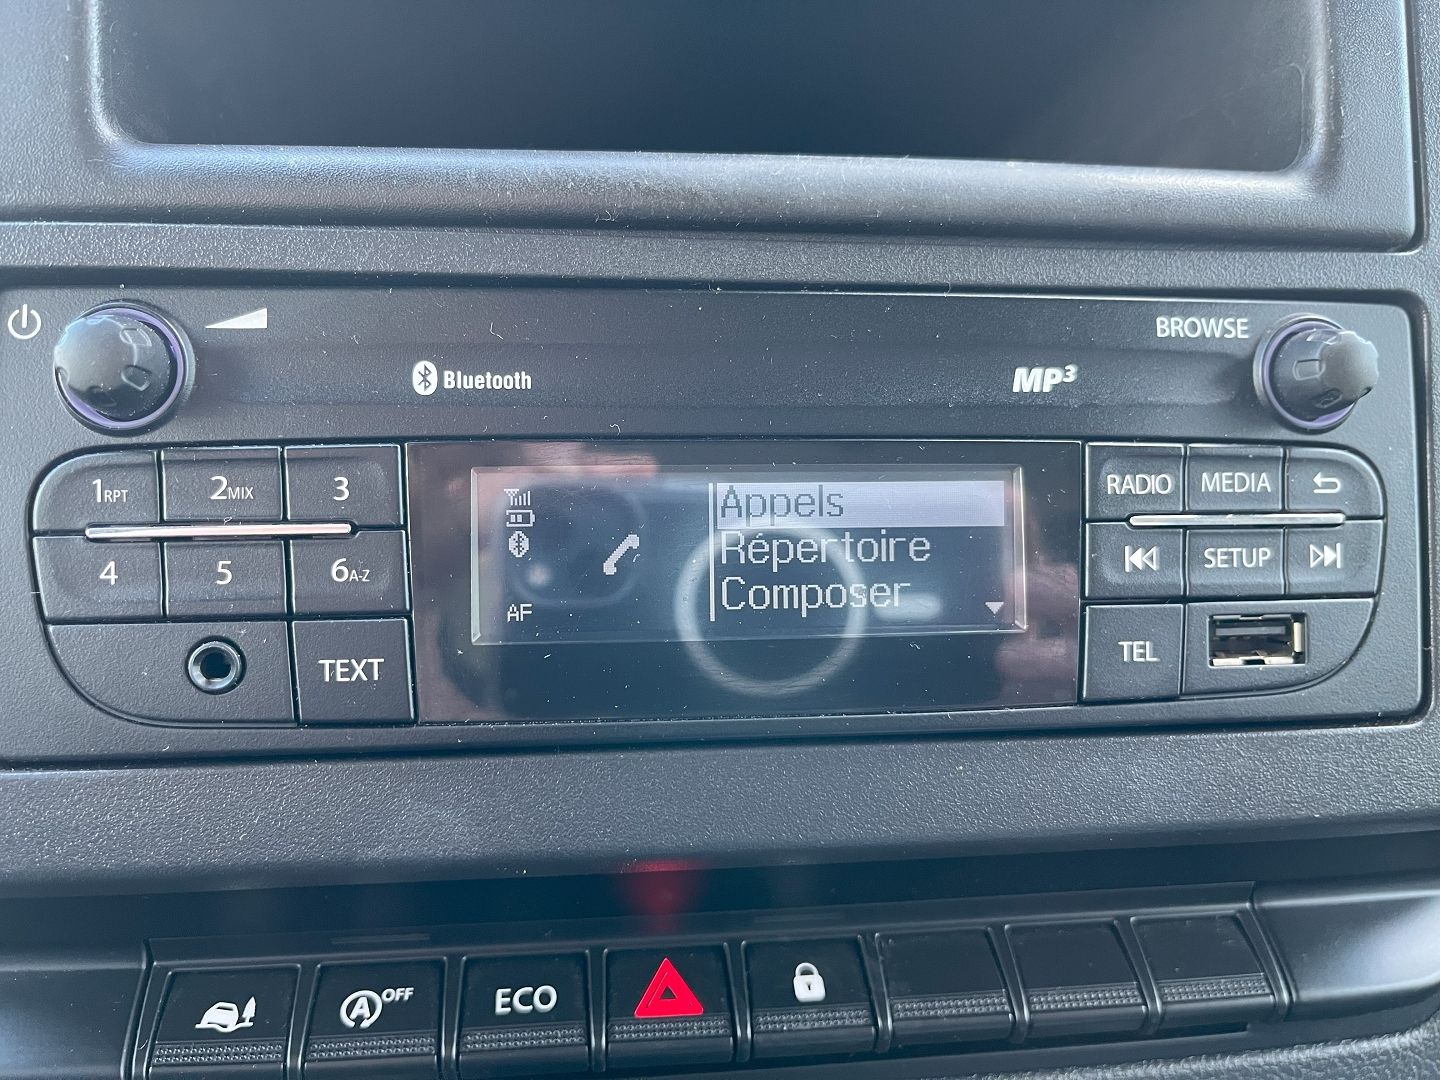 BROWSE
Bluetooth
MP3
1RPT 2MIX 3
Appels
RADIO MEDIA
Répertoire
4 5 6A-Z
Composer
SETUP
AF
TEXT
TEL
A OFF
ECO